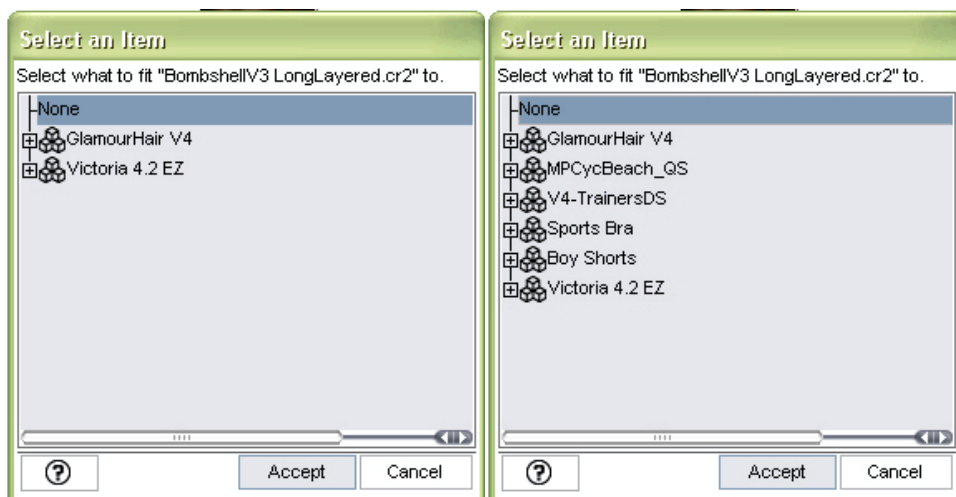 Select an Item
Select what to fit "BombshellV3 LongLayered.cr2" to.
None
GlamourHair V4
Victoria 4.2 EZ
?
Accept
Cancel
Select an Item
Select what to fit "BombshellV3 LongLayered.cr2" to.
None
GlamourHair V4
MPCycBeach_QS
V4-TrainersDS
Sports Bra
Boy Shorts
Victoria 4.2 EZ
?
Accept
Cancel